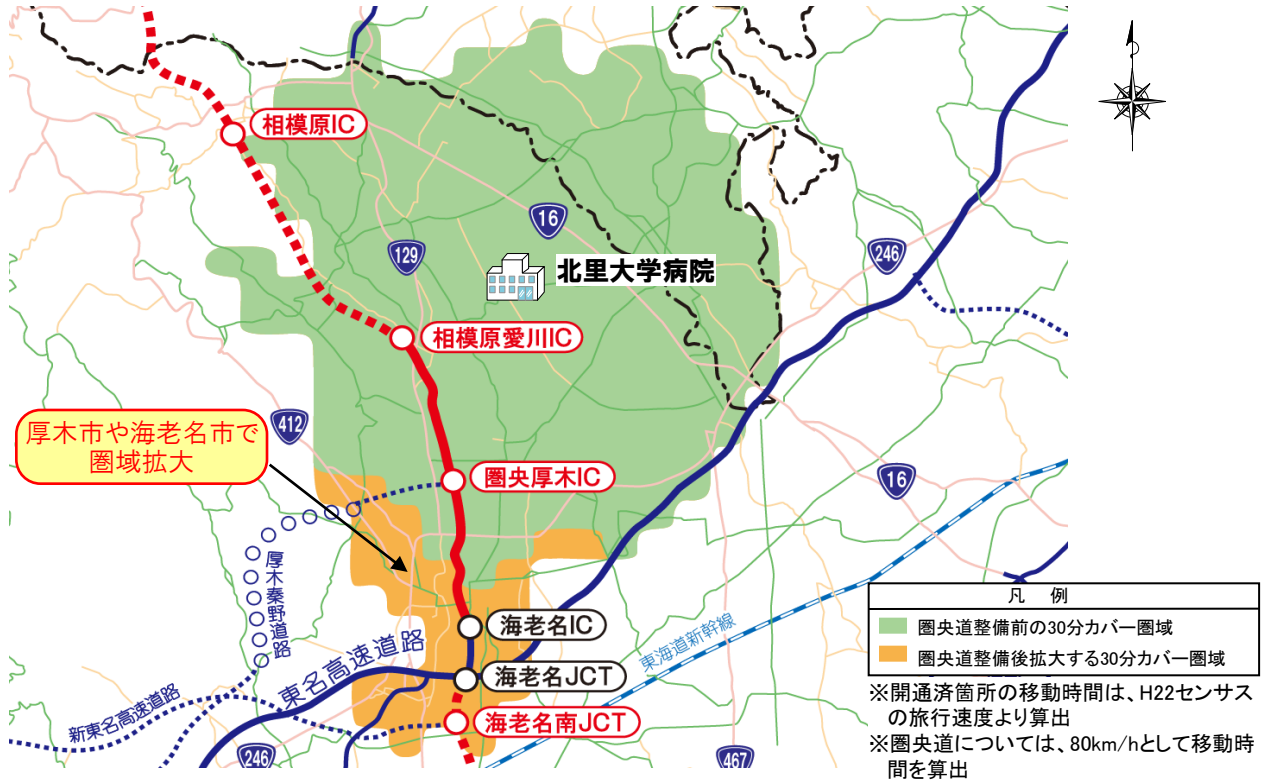 相模原IC
16
129
246
北里大学病院
相模原愛川IC
412
厚木市や海老名市で
圏域拡大
圏央厚木IC
16
厚木秦野道路
海老名IC
東名高速道路
東海道新幹線
海老名JCT
新東名高速道路
海老名南JCT
246
467
凡 例
圏央道整備前の30分カバー圏域
圏央道整備後拡大する30分カバー圏域
※開通済箇所の移動時間は、H22センサス
の旅行速度より算出
※圏央道については、80km/hとして移動時
間を算出